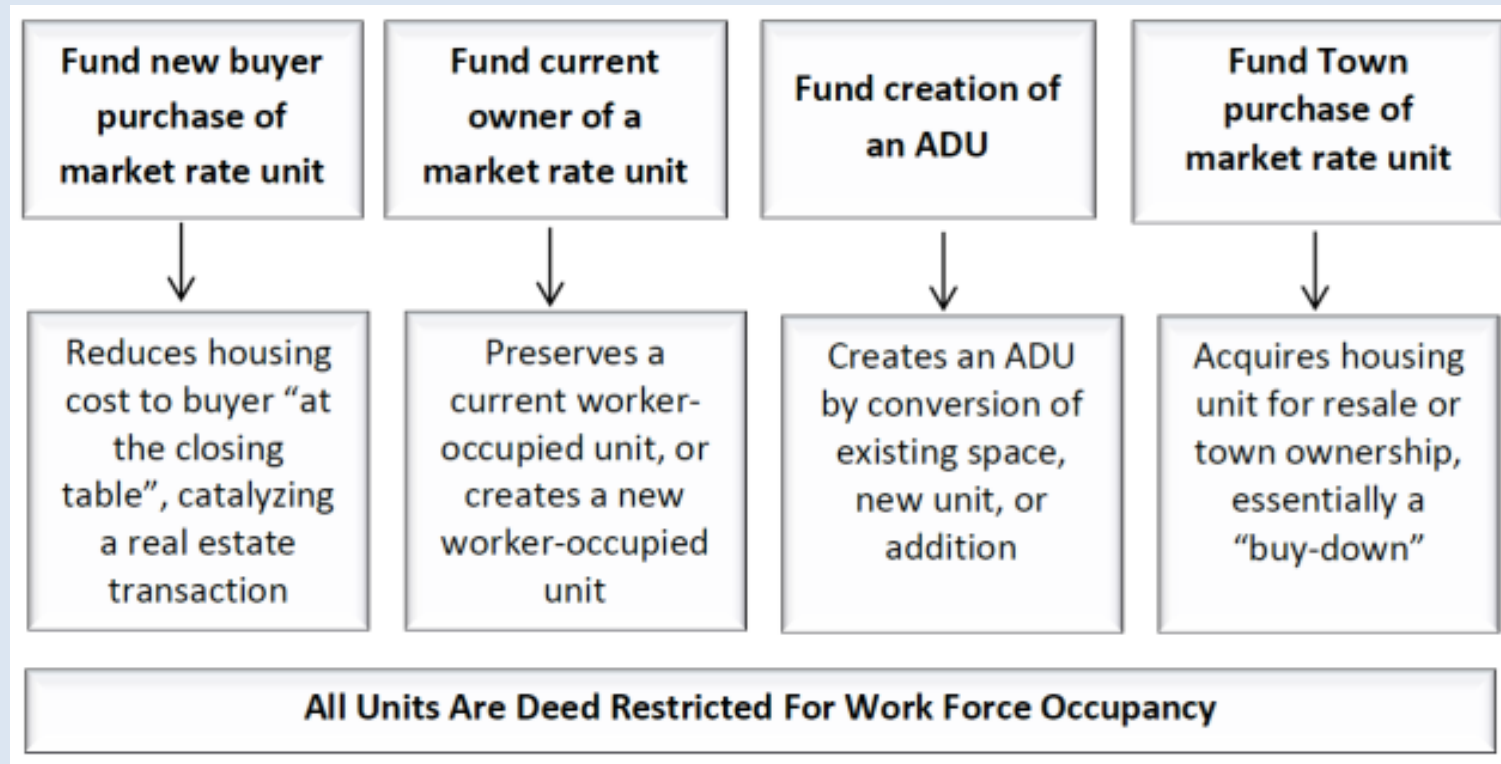 Fund new buyer
purchase of
market rate unit
Fund current
owner of a
market rate unit
Fund creation of
an ADU
Fund Town
purchase of
market rate unit
Reduces housing
cost to buyer “at
the closing
table”, catalyzing
a real estate
transaction
Preserves a
current worker-
occupied unit, or
creates a new
worker-occupied
unit
Creates an ADU
by conversion of
existing space,
new unit, or
addition
Acquires housing
unit for resale or
town ownership,
essentially a
“buy-down”
All Units Are Deed Restricted For Work Force Occupancy